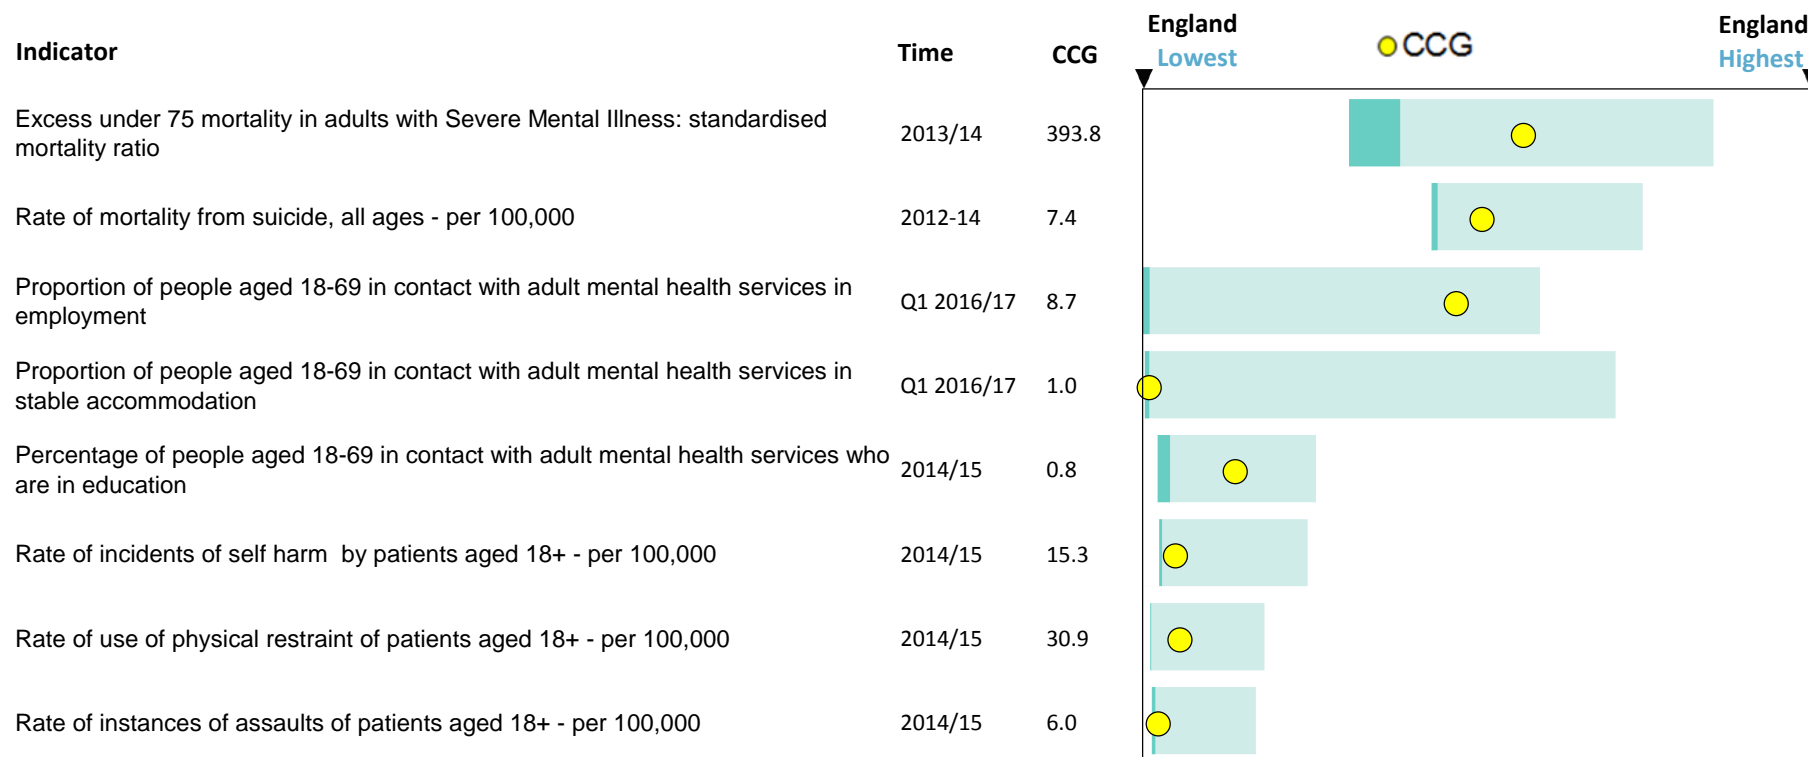 Indicator Time CCG England Lowest CCG England Highest
Excess under 75 mortality in adults with Severe Mental Illness: standardised
mortality ratio
2013/14 393.8
Rate of mortality from suicide, all ages - per 100,000 2012-14 7.4
Proportion of people aged 18-69 in contact with adult mental health services in
employment
Q1 2016/17 8.7
Proportion of people aged 18-69 in contact with adult mental health services in
stable accommodation
Q1 2016/17 1.0
Percentage of people aged 18-69 in contact with adult mental health services who
are in education
2014/15 0.8
Rate of incidents of self harm  by patients aged 18+ - per 100,000 2014/15 15.3
Rate of use of physical restraint of patients aged 18+ - per 100,000 2014/15 30.9
Rate of instances of assaults of patients aged 18+ - per 100,000 2014/15 6.0